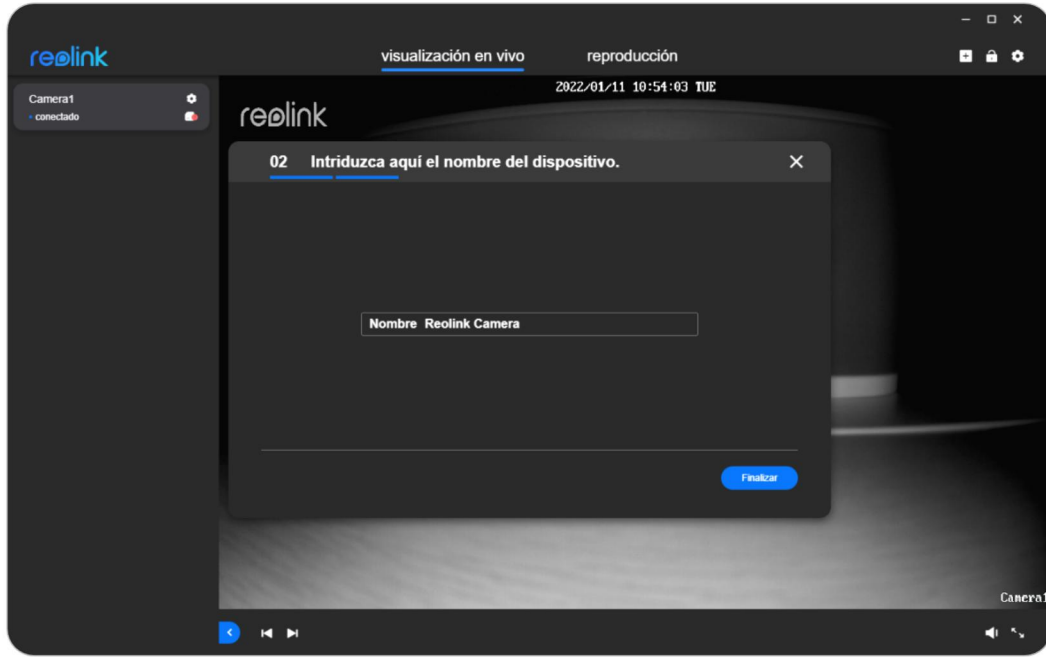 reolink
visualización en vivo
reproducción
Camera1
conectado
2022/01/11 10:54:03 TUE
reolink
02 Intriduzca aquí el nombre del dispositivo.
Nombre Reolink Camera
Finalizar
Camera1